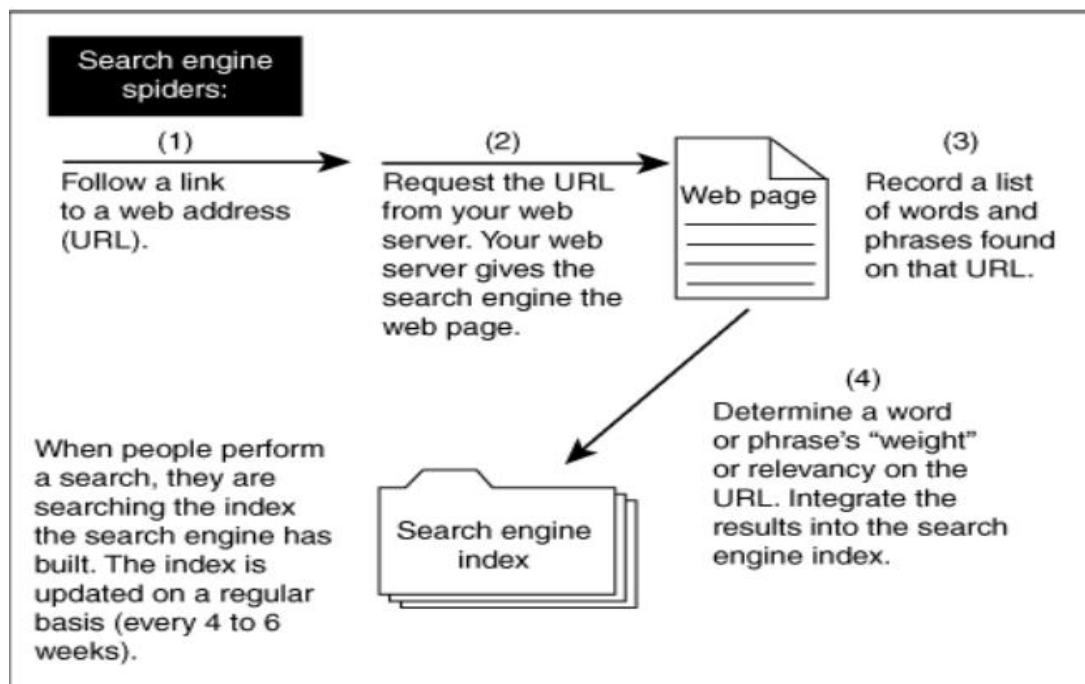 Search engine
spiders:
(1)
Follow a link
to a web address
(URL).
(2)
Request the URL
from your web
server. Your web
server gives the
search engine the
web page.
Web page
(3)
Record a list
of words and
phrases found
on that URL.
(4)
Determine a word
or phrase’s “weight”
or relevancy on the
URL. Integrate the
results into the search
engine index.
Search engine
index
When people perform
a search, they are
searching the index
the search engine has
built. The index is
updated on a regular
basis (every 4 to 6
weeks).